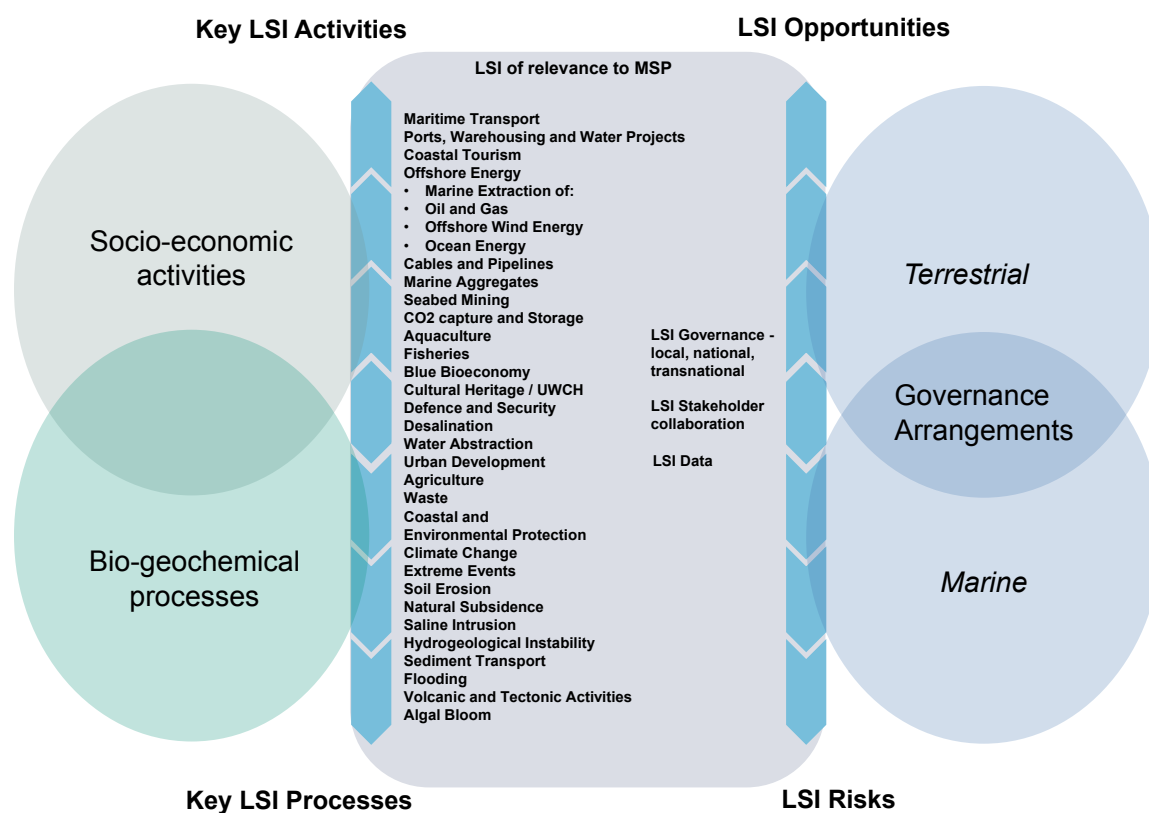 Key LSI Activities
LSI Opportunities
LSI of relevance to MSP
Socio-economic
activities
Bio-geochemical
processes
Maritime Transport
Ports, Warehousing and Water Projects
Coastal Tourism
Offshore Energy
• Marine Extraction of:
• Oil and Gas
• Offshore Wind Energy
• Ocean Energy
Cables and Pipelines
Marine Aggregates
Seabed Mining
CO2 capture and Storage
Aquaculture
Fisheries
Blue Bioeconomy
Cultural Heritage / UWCH
Defence and Security
Desalination
Water Abstraction
Urban Development
Agriculture
Waste
Coastal and
Environmental Protection
Climate Change
Extreme Events
Soil Erosion
Natural Subsidence
Saline Intrusion
Hydrogeological Instability
Sediment Transport
Flooding
Volcanic and Tectonic Activities
Algal Bloom
LSI Governance -
local, national,
transnational
LSI Stakeholder
collaboration
LSI Data
Terrestrial
Governance
Arrangements
Marine
Key LSI Processes
LSI Risks